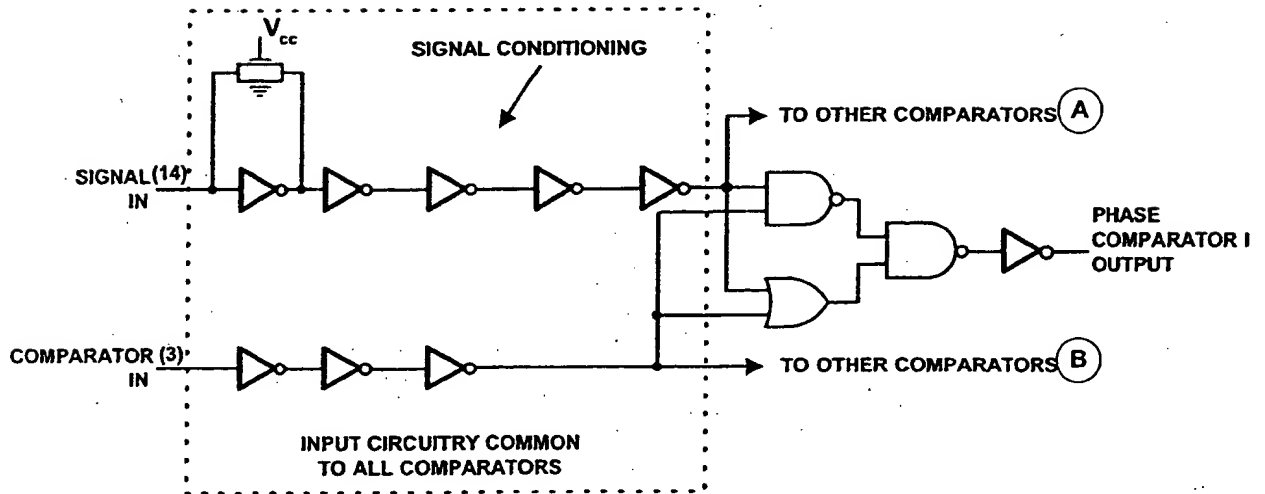 Vcc
SIGNAL CONDITIONING
TO OTHER COMPARATORS A
SIGNAL (14)
IN
PHASE
COMPARATOR I
OUTPUT
COMPARATOR (3)
IN
TO OTHER COMPARATORS B
INPUT CIRCUITRY COMMON
TO ALL COMPARATORS